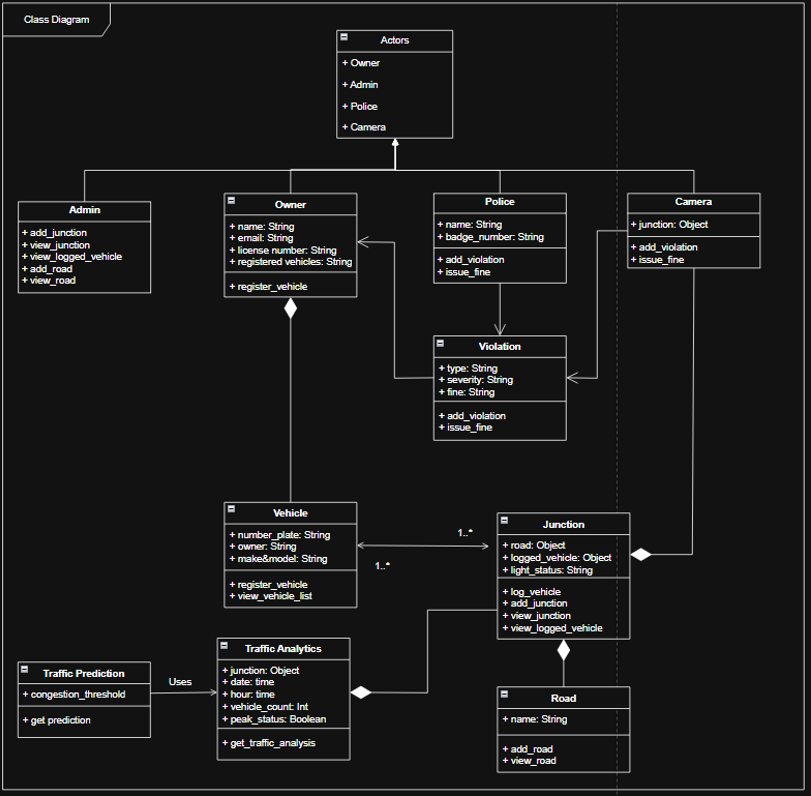 Class Diagram
Actors
+ Owner
+ Admin
+ Police
+ Camera
Admin
+ add_junction
+ view_junction
+ view_logged_vehicle
+ add_road
+ view_road
Owner
+ name: String
+ email: String
+ license number: String
+ registered vehicles: String
+ register_vehicle
Police
+ name: String
+ badge_number: String
+ add_violation
+ issue_fine
Camera
+ junction: Object
+ add_violation
+ issue_fine
Violation
+ type: String
+ severity: String
+ fine: String
+ add_violation
+ issue_fine
Vehicle
+ number_plate: String
+ owner: String
+ make&model: String
+ register_vehicle
+ view_vehicle_list
1..*
1..*
Junction
+ road: Object
+ logged_vehicle: Object
+ light_status: String
+ log_vehicle
+ add_junction
+ view_junction
+ view_logged_vehicle
Traffic Prediction
+ congestion_threshold
+ get prediction
Uses
Traffic Analytics
+ junction: Object
+ date: time
+ hour: time
+ vehicle_count: Int
+ peak_status: Boolean
+ get_traffic_analysis
Road
+ name: String
+ add_road
+ view_road